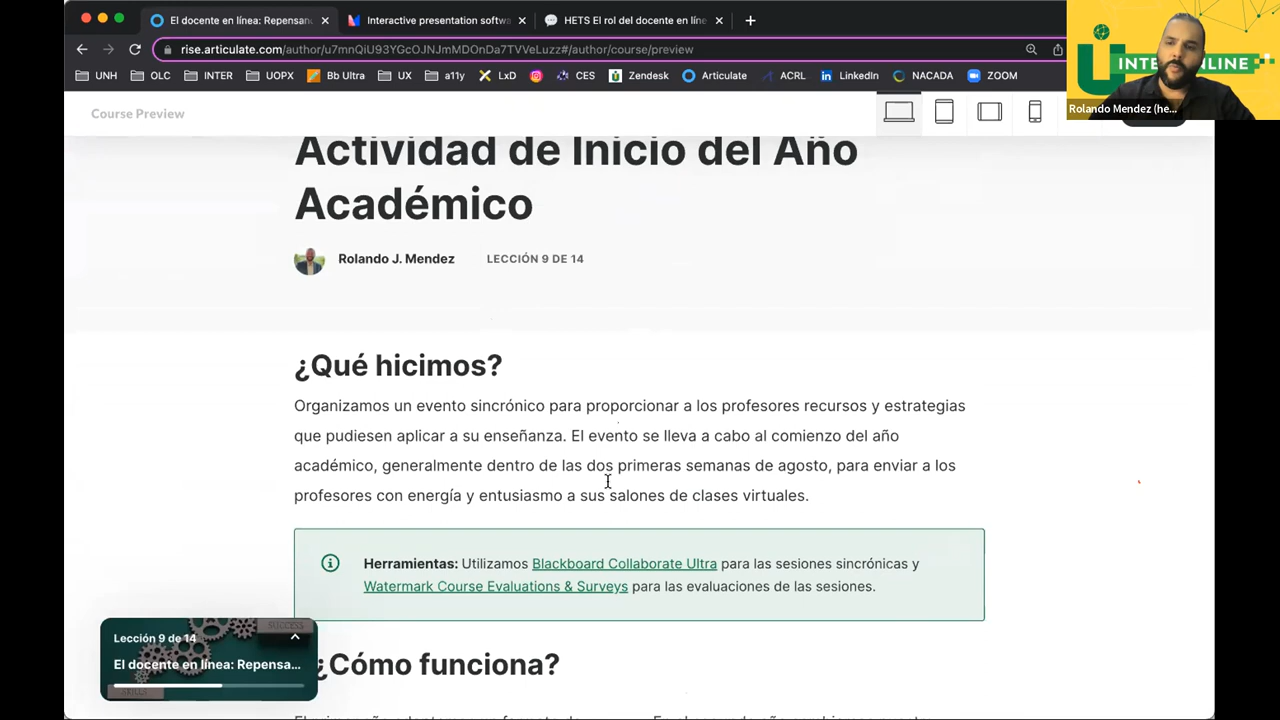 El docente en línea: Repensand
Interactive presentation softwa
HETS El rol del docente en líne
rise.articulate.com/author/u7mnQiU93YGcOJNJmMDOnDa7TVVeLuzz#/author/course/preview
UNH OLC INTER UOPX Bb Ultra UX a11y LxD CES Zendesk Articulate ACRL LinkedIn NACADA ZOOM
Rolando Mendez (he...
Course Preview
Actividad de Inicio del Año
Académico
Rolando J. Mendez LECCIÓN 9 DE 14
¿Qué hicimos?
Organizamos un evento sincrónico para proporcionar a los profesores recursos y estrategias
que pudiesen aplicar a su enseñanza. El evento se lleva a cabo al comienzo del año
académico, generalmente dentro de las dos primeras semanas de agosto, para enviar a los
profesores con energía y entusiasmo a sus salones de clases virtuales.
Herramientas: Utilizamos Blackboard Collaborate Ultra para las sesiones sincrónicas y
Watermark Course Evaluations & Surveys para las evaluaciones de las sesiones.
SUCCESS
Lección 9 de 14
El docente en línea: Repensa...
SKILLS
¿Cómo funciona?